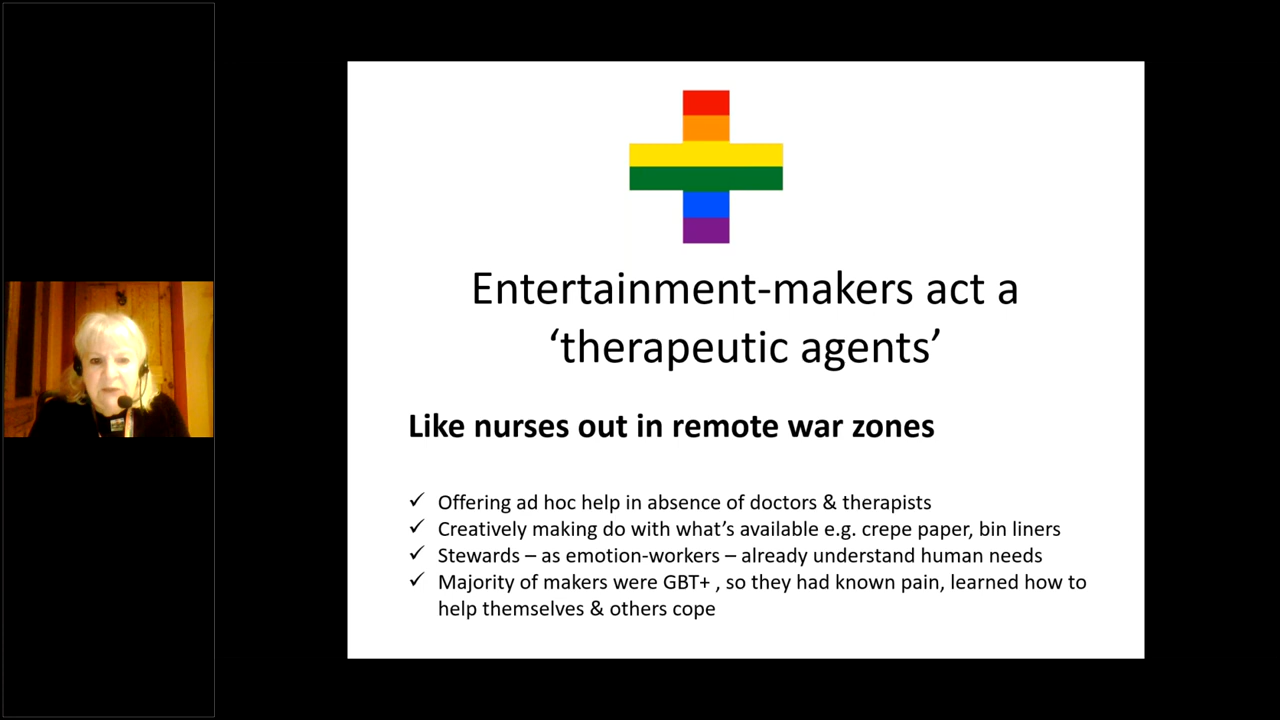 Entertainment-makers act a
‘therapeutic agents’
Like nurses out in remote war zones
✓ Offering ad hoc help in absence of doctors & therapists
✓ Creatively making do with what’s available e.g. crepe paper, bin liners
✓ Stewards – as emotion-workers – already understand human needs
✓ Majority of makers were GBT+ , so they had known pain, learned how to
help themselves & others cope